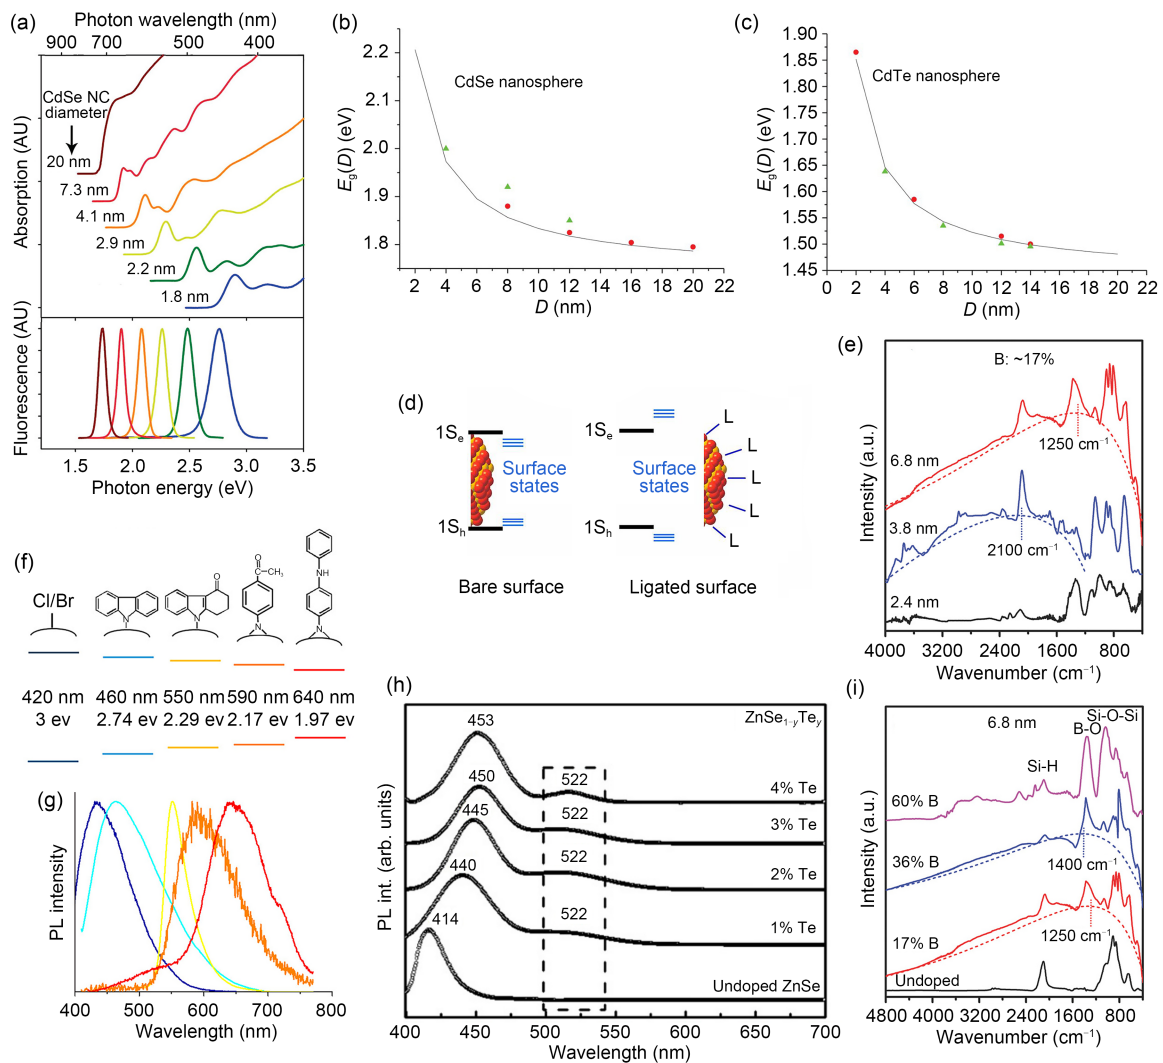 (a)
Photon wavelength (nm)
900 700 500 400
Absorption (AU)
CdSe NC
diameter
20 nm
7.3 nm
4.1 nm
2.9 nm
2.2 nm
1.8 nm
Fluorescence (AU)
1.5 2.0 2.5 3.0 3.5
Photon energy (eV)
(b)
CdSe nanosphere
Eg(D) (eV)
2.2
2.1
2.0
1.9
1.8
2 4 6 8 10 12 14 16 18 20 22
D (nm)
(c)
CdTe nanosphere
Eg(D) (eV)
1.90
1.85
1.80
1.75
1.70
1.65
1.60
1.55
1.50
1.45
0 2 4 6 8 10 12 14 16 18 20 22
D (nm)
(d)
1Se
Surface
states
1Sh
Bare surface
1Se
Surface
states
1Sh
L
L
L
L
L
Ligated surface
(e)
B: ~17%
Intensity (a.u.)
6.8 nm
1250 cm−1
3.8 nm
2100 cm−1
2.4 nm
4000 3200 2400 1600 800
Wavenumber (cm−1)
(f)
Cl/Br
N
O
N
O
C—CH3
N
NH
N
420 nm 460 nm 550 nm 590 nm 640 nm
3 ev 2.74 ev 2.29 ev 2.17 ev 1.97 ev
(g)
PL intensity
400 500 600 700 800
Wavelength (nm)
(h)
ZnSe1−yTey
PL int. (arb. units)
453
522
4% Te
450
522
3% Te
445
522
2% Te
440
522
1% Te
414
Undoped ZnSe
400 450 500 550 600 625 650 700
Wavelength (nm)
(i)
6.8 nm
Si-O-Si
B-O
Si-H
Intensity (a.u.)
60% B
36% B
1400 cm−1
17% B
1250 cm−1
Undoped
4800 4000 3200 2400 1600 800
Wavenumber (cm−1)